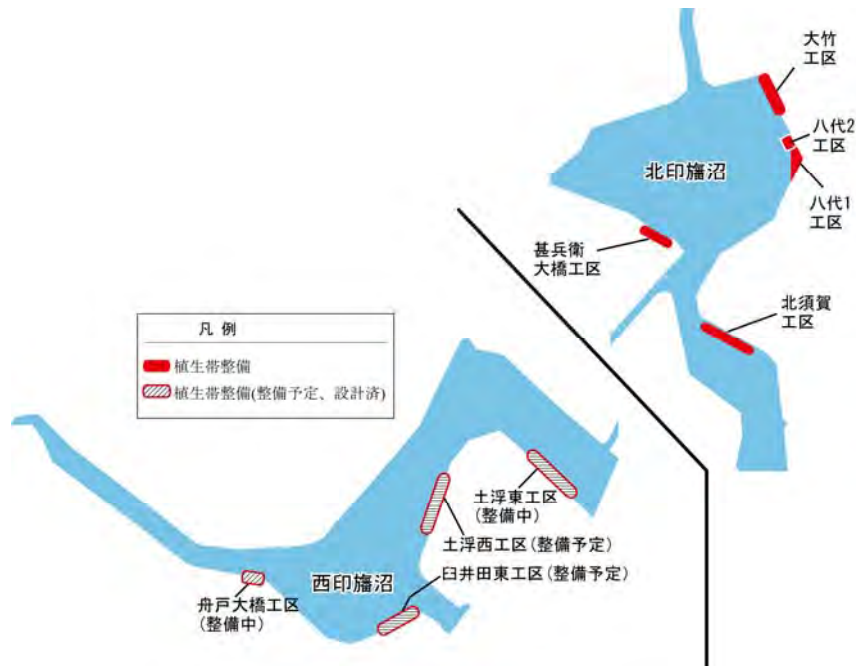 大竹
工区
八代2
工区
北印旛沼
八代1
工区
甚兵衛
大橋工区
北須賀
工区
凡 例
植生帯整備
植生帯整備(整備予定、設計済)
土浮東工区
(整備中)
土浮西工区(整備予定)
西印旛沼
臼井田東工区(整備予定)
舟戸大橋工区
(整備中)